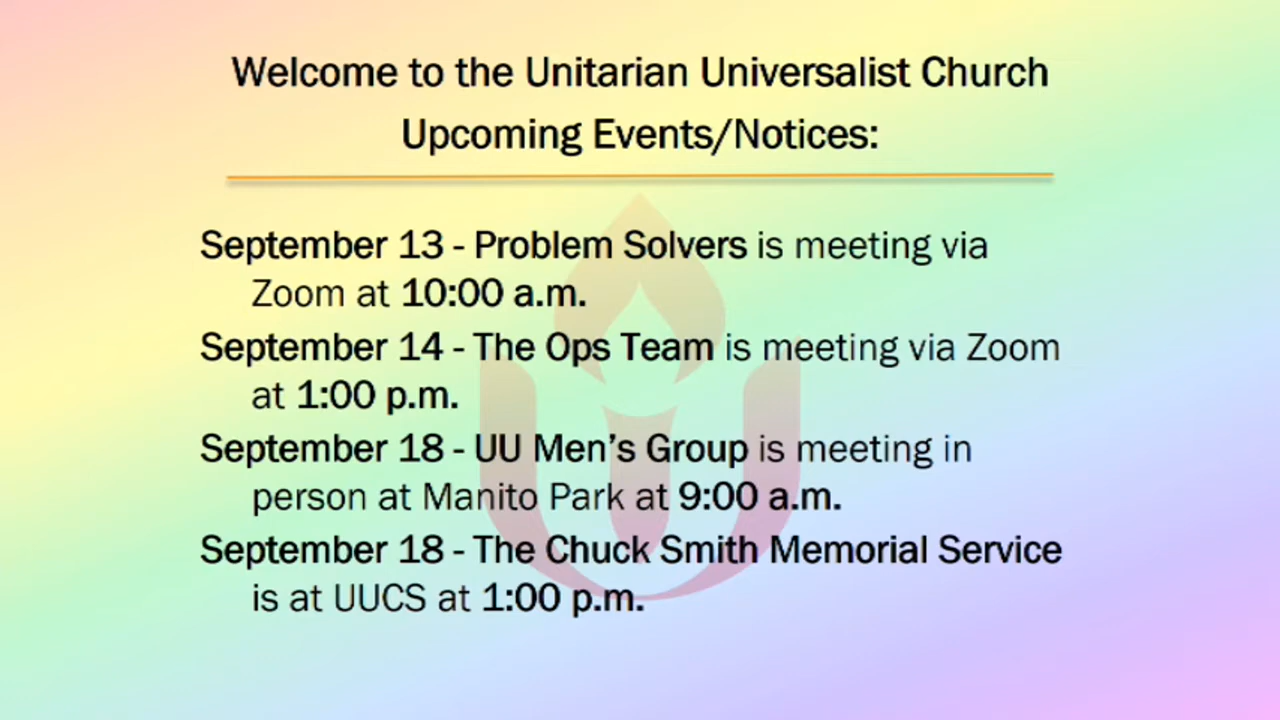 Welcome to the Unitarian Universalist Church
Upcoming Events/Notices:
September 13 - Problem Solvers is meeting via
Zoom at 10:00 a.m.
September 14 - The Ops Team is meeting via Zoom
at 1:00 p.m.
September 18 - UU Men’s Group is meeting in
person at Manito Park at 9:00 a.m.
September 18 - The Chuck Smith Memorial Service
is at UUCS at 1:00 p.m.